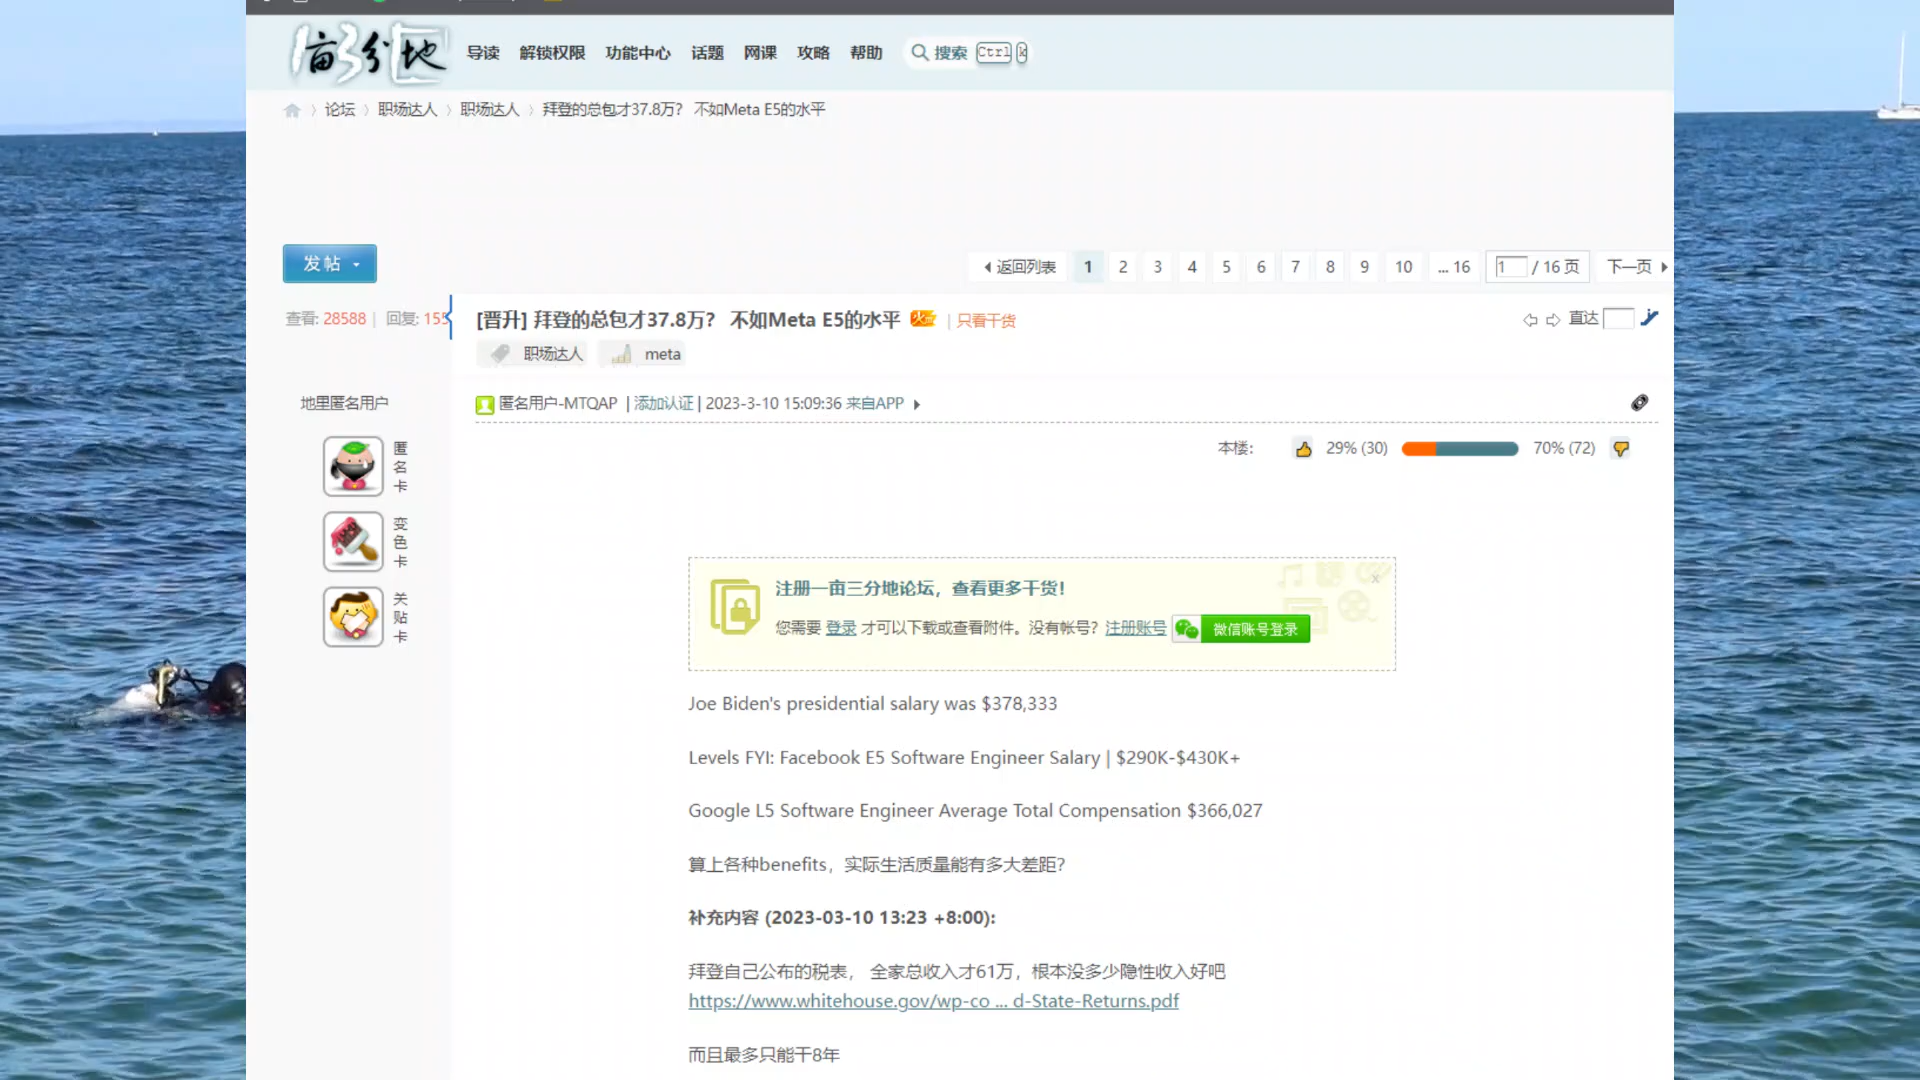 亩3分地
导读 解锁权限 功能中心 话题 网课 攻略 帮助 搜索 Ctrl k
论坛 职场达人 职场达人 拜登的总包才37.8万? 不如Meta E5的水平
发帖
返回列表 1 2 3 4 5 6 7 8 9 10 ... 16 1 / 16 页 下一页
查看: 28588 | 回复: 155
[晋升] 拜登的总包才37.8万? 不如Meta E5的水平 火 | 只看干货
直达
职场达人 meta
地里匿名用户
匿名用户-MTQAP | 添加认证 | 2023-3-10 15:09:36 来自APP
本楼: 29% (30) 70% (72)
匿名卡
变色卡
关贴卡
注册一亩三分地论坛，查看更多干货！
您需要 登录 才可以下载或查看附件。没有帐号？注册账号 微信账号登录
x
Joe Biden's presidential salary was $378,333
Levels FYI: Facebook E5 Software Engineer Salary | $290K-$430K+
Google L5 Software Engineer Average Total Compensation $366,027
算上各种benefits，实际生活质量能有多大差距?
补充内容 (2023-03-10 13:23 +8:00):
拜登自己公布的税表， 全家总收入才61万，根本没多少隐性收入好吧
https://www.whitehouse.gov/wp-co ... d-State-Returns.pdf
而且最多只能干8年